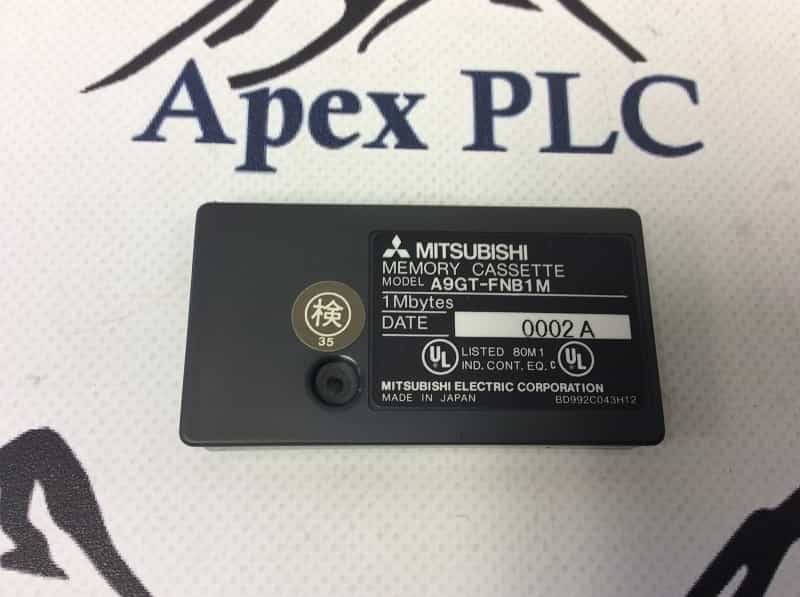 Apex PLC
MITSUBISHI
MEMORY CASSETTE
MODEL A9GT-FNB1M
1Mbytes
DATE 0002 A
検
35
UL LISTED 80M1 c UL
IND. CONT. EQ.
MITSUBISHI ELECTRIC CORPORATION
MADE IN JAPAN BD992C043H12